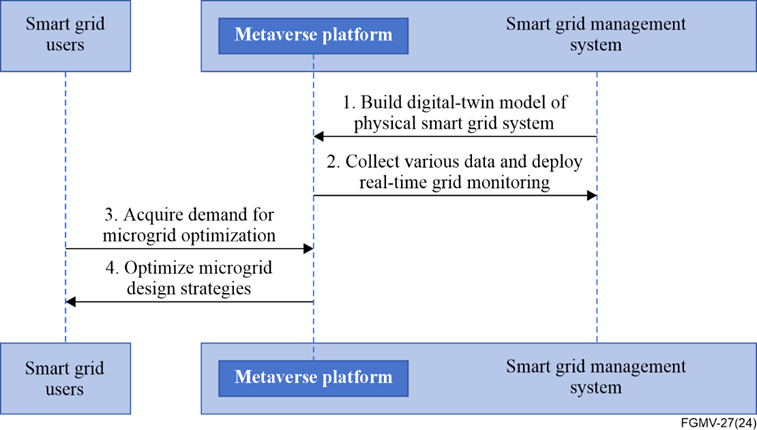 Smart grid
users
Metaverse platform
Smart grid management
system
1. Build digital-twin model of
physical smart grid system
2. Collect various data and deploy
real-time grid monitoring
3. Acquire demand for
microgrid optimization
4. Optimize microgrid
design strategies
Smart grid
users
Metaverse platform
Smart grid management
system
FGMV-27(24)